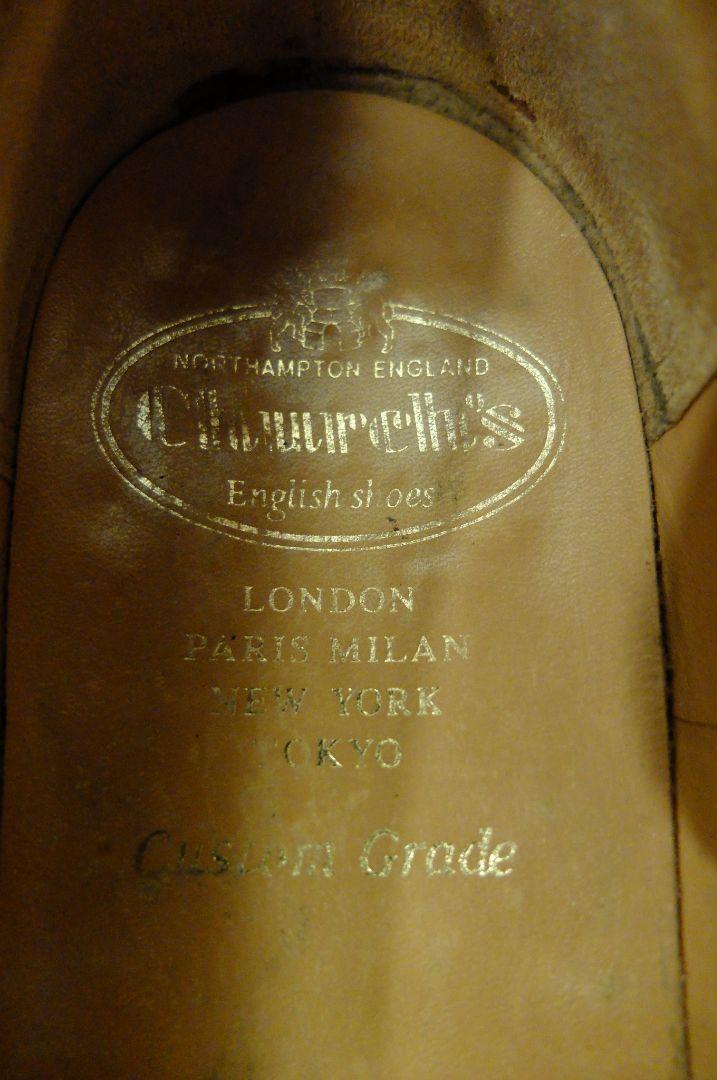 NORTHAMPTON ENGLAND
Church's
English shoes
LONDON
PARIS MILAN
NEW YORK
TOKYO
Custom Grade